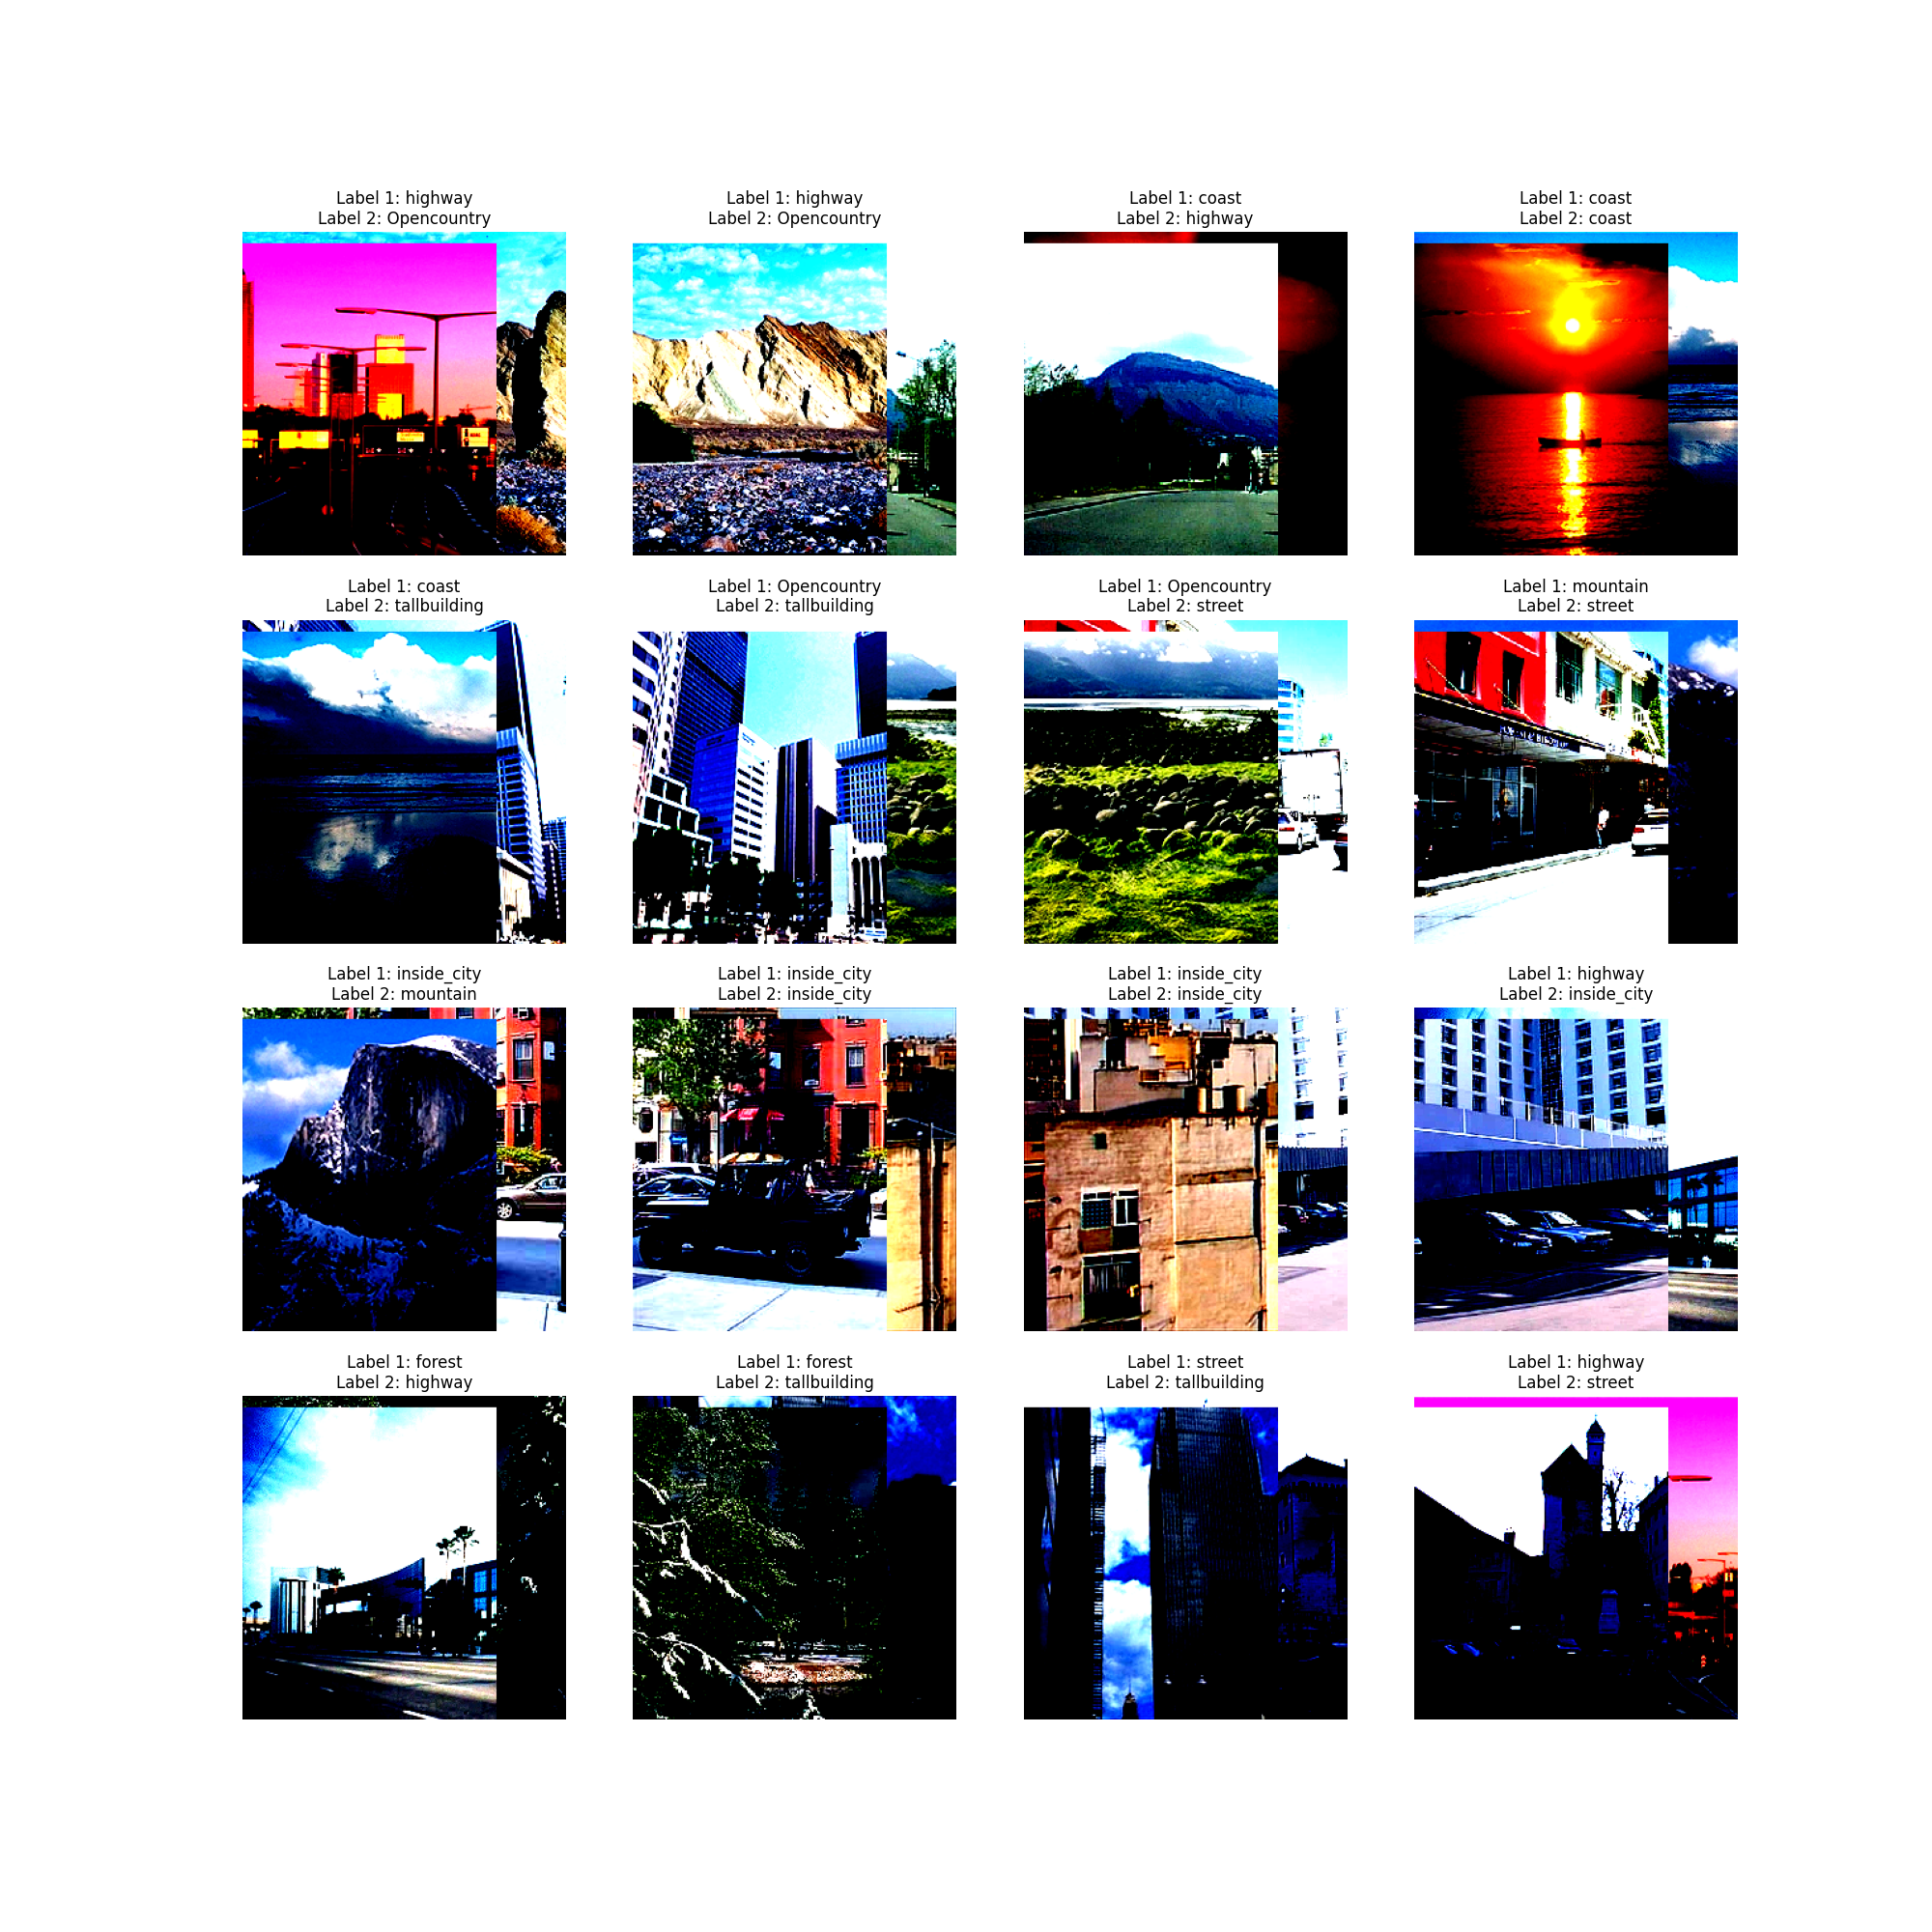 Label 1: highway
Label 2: Opencountry
Label 1: highway
Label 2: Opencountry
Label 1: coast
Label 2: highway
Label 1: coast
Label 2: coast
Label 1: coast
Label 2: tallbuilding
Label 1: Opencountry
Label 2: tallbuilding
Label 1: Opencountry
Label 2: street
Label 1: mountain
Label 2: street
Label 1: inside_city
Label 2: mountain
Label 1: inside_city
Label 2: inside_city
Label 1: inside_city
Label 2: inside_city
Label 1: highway
Label 2: inside_city
Label 1: forest
Label 2: highway
Label 1: forest
Label 2: tallbuilding
Label 1: street
Label 2: tallbuilding
Label 1: highway
Label 2: street